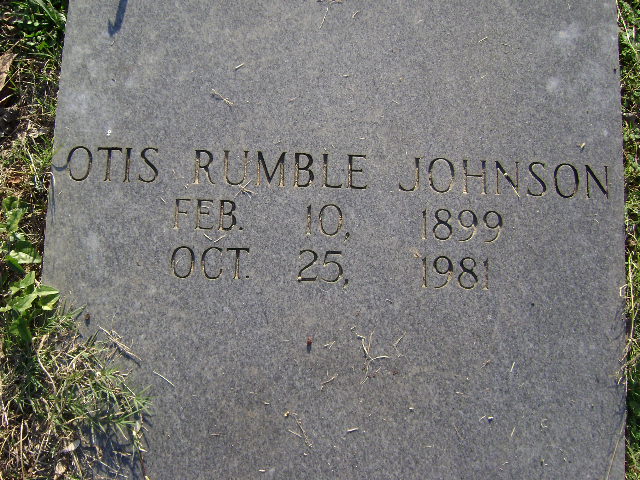 OTIS RUMBLE JOHNSON
FEB. 10, 1899
OCT. 25, 1981